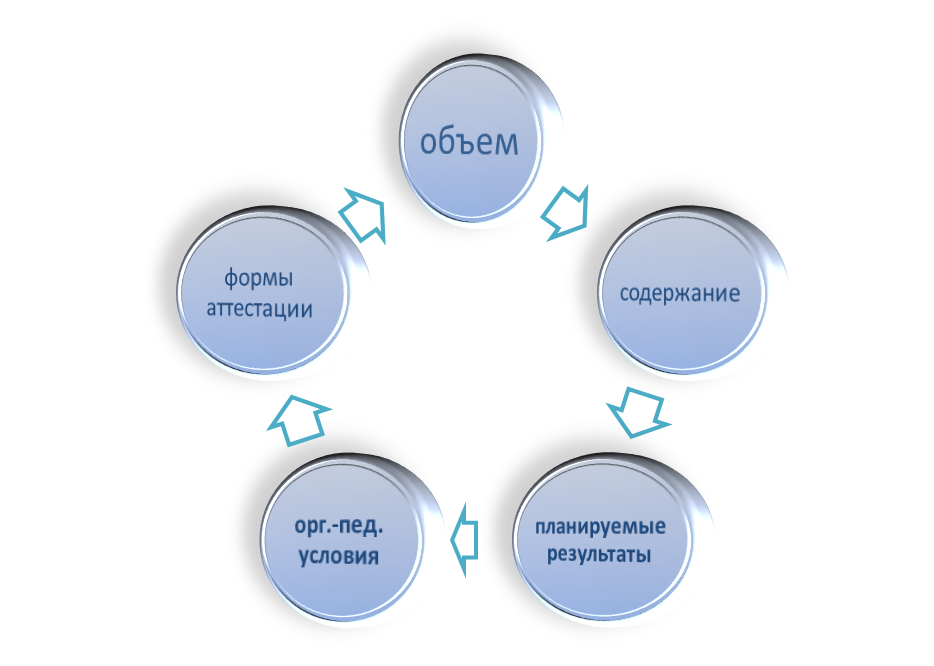 объем
содержание
планируемые
результаты
орг.-пед.
условия
формы
аттестации